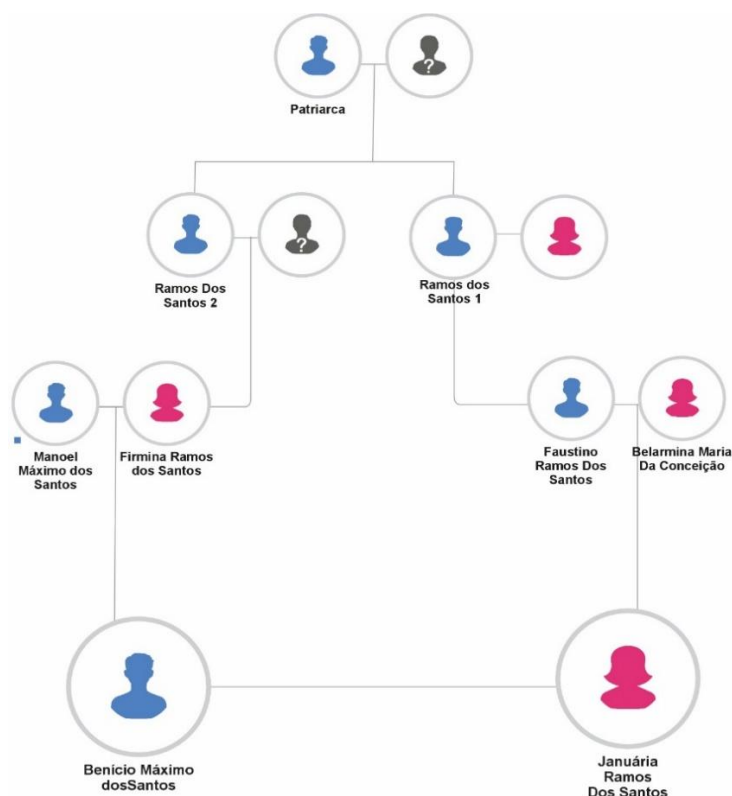 ?
Patriarca
?
Ramos Dos
Santos 2
Ramos dos
Santos 1
Manoel
Máximo dos
Santos
Firmina Ramos
dos Santos
Faustino
Ramos Dos
Santos
Belarmina Maria
Da Conceição
Benício Máximo
dosSantos
Januária
Ramos
Dos Santos